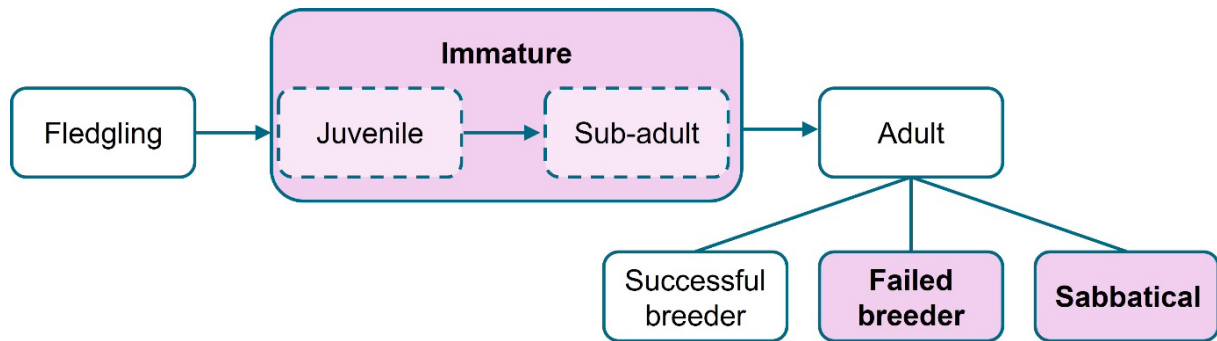 Immature
Fledgling
Juvenile
Sub-adult
Adult
Successful
breeder
Failed
breeder
Sabbatical